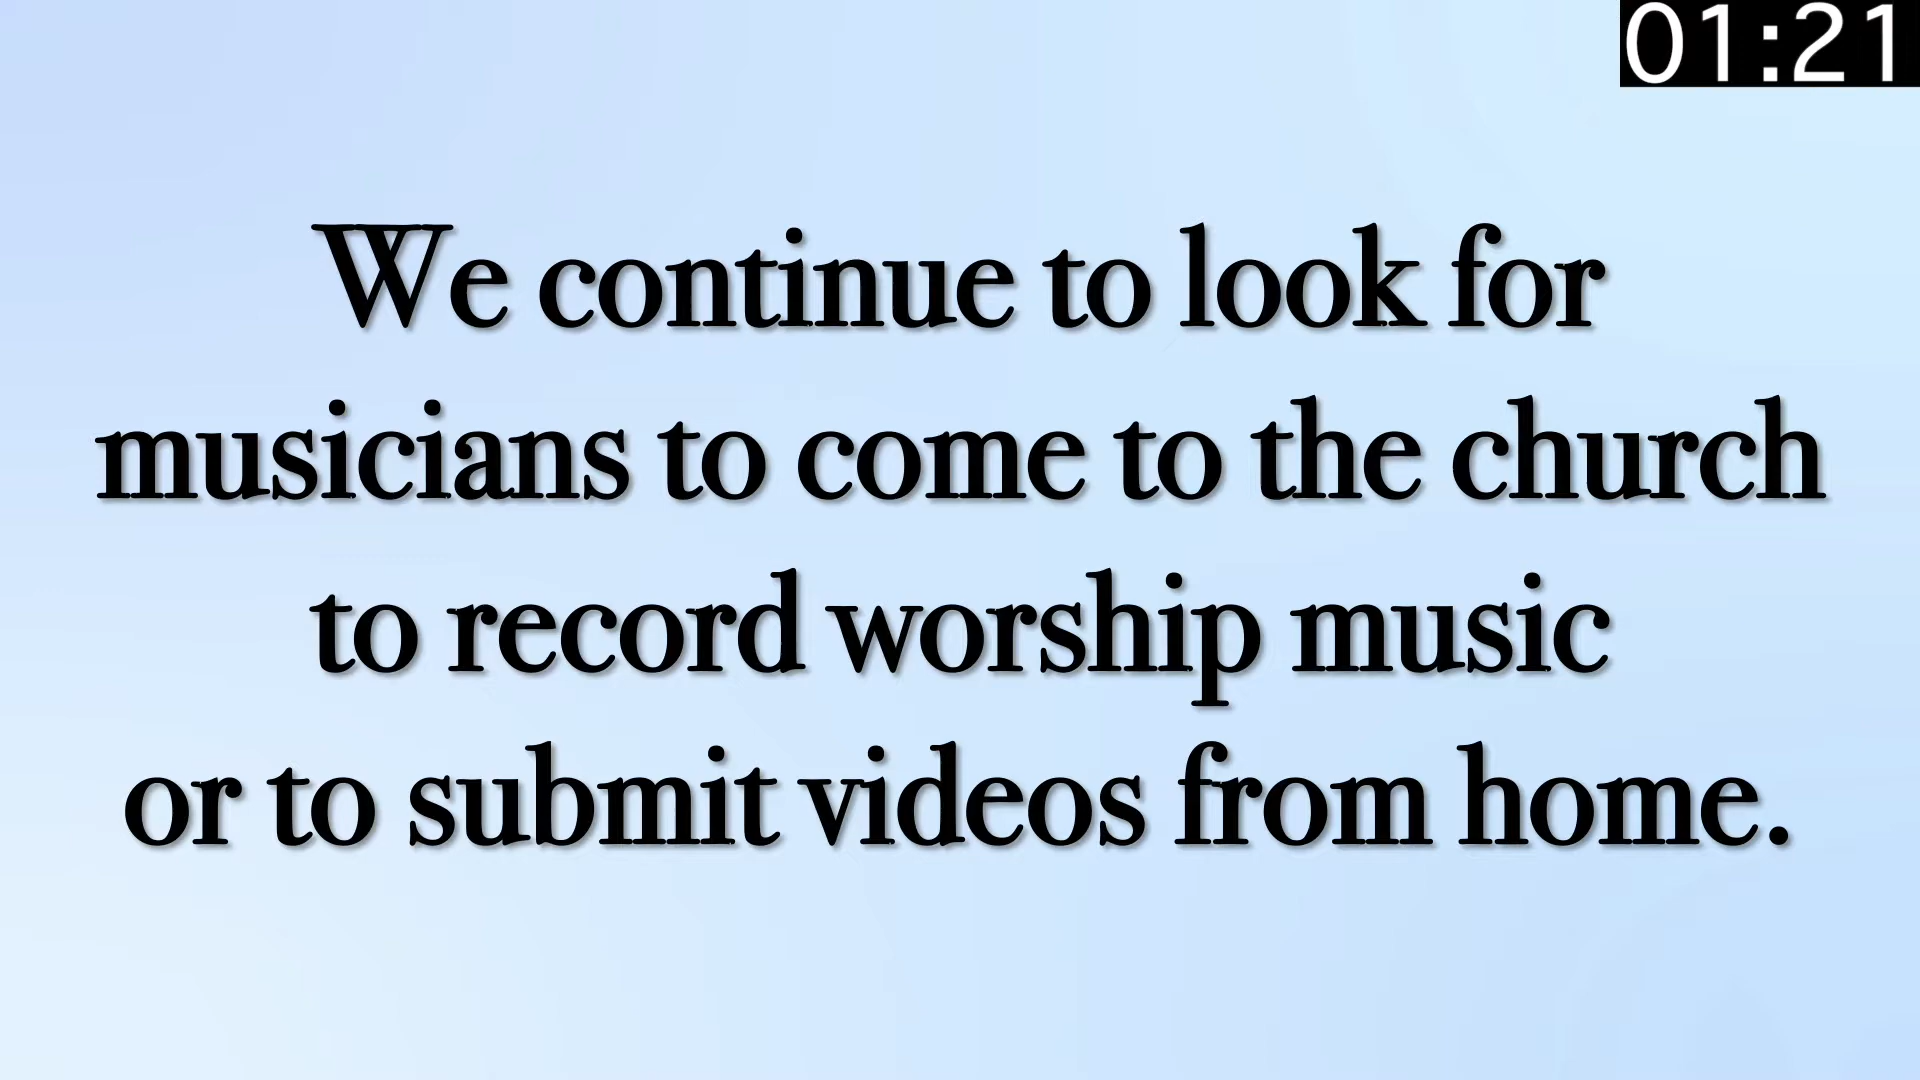 01:21
We continue to look for
musicians to come to the church
to record worship music
or to submit videos from home.